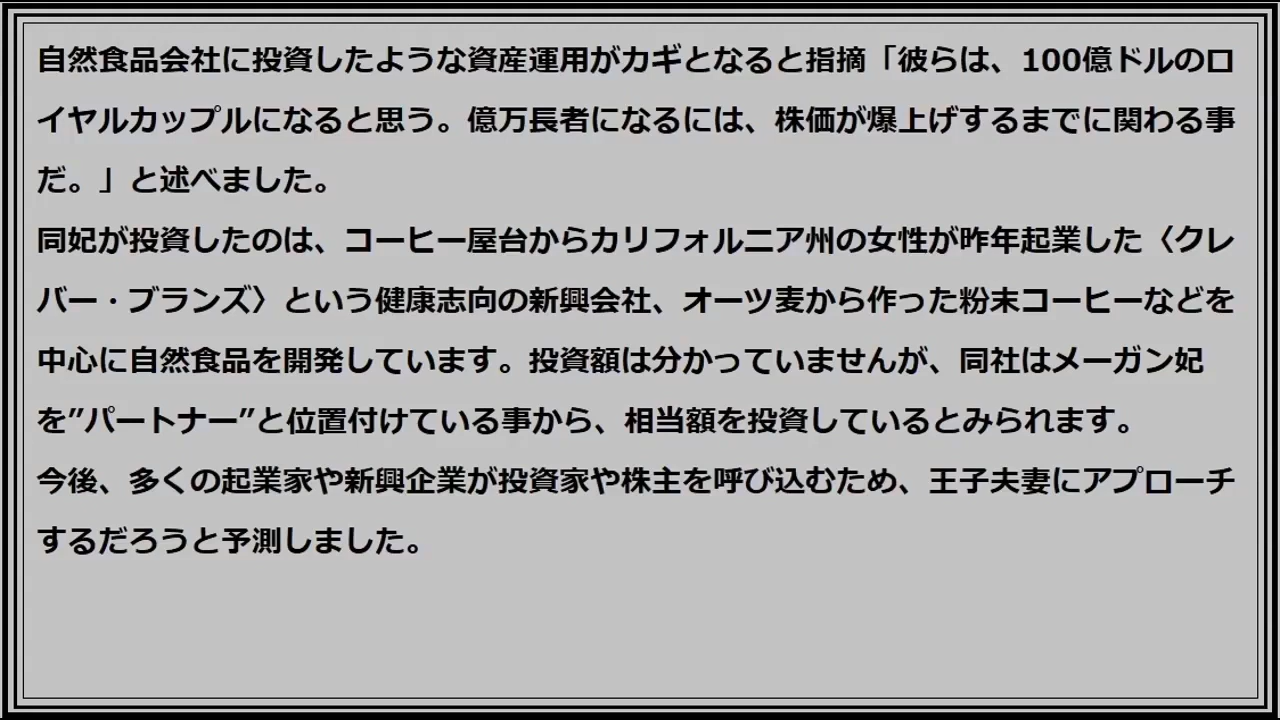 自然食品会社に投資したような資産運用がカギとなると指摘「彼らは、100億ドルのロ
イヤルカップルになると思う。億万長者になるには、株価が爆上げするまでに関わる事
だ。」と述べました。
同妃が投資したのは、コーヒー屋台からカリフォルニア州の女性が昨年起業した〈クレ
バー・ブランズ〉という健康志向の新興会社、オーツ麦から作った粉末コーヒーなどを
中心に自然食品を開発しています。投資額は分かっていませんが、同社はメーガン妃
を”パートナー”と位置付けている事から、相当額を投資しているとみられます。
今後、多くの起業家や新興企業が投資家や株主を呼び込むため、王子夫妻にアプローチ
するだろうと予測しました。